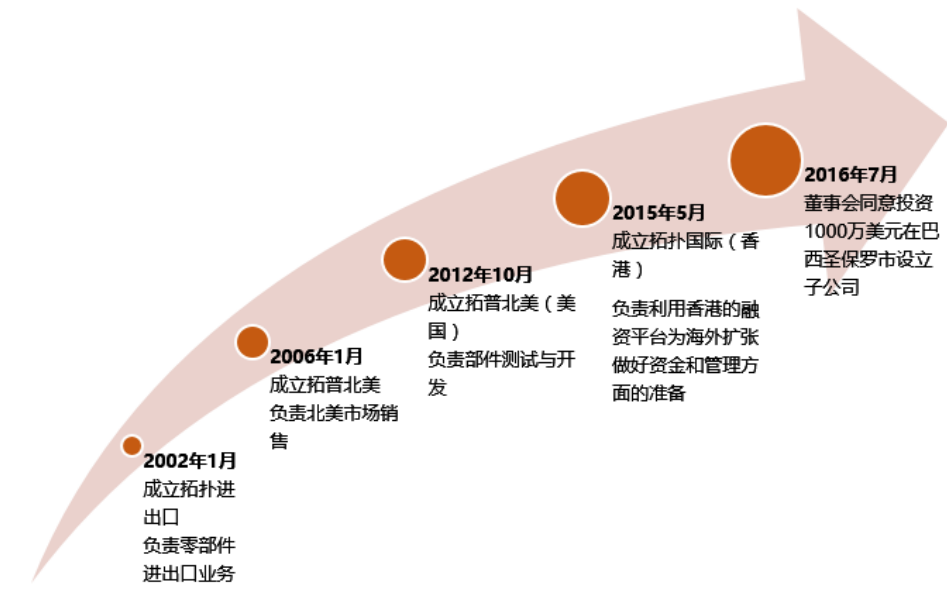 2002年1月
成立拓扑进
出口
负责零部件
进出口业务
2006年1月
成立拓普北美
负责北美市场销
售
2012年10月
成立拓普北美（美
国）
负责部件测试与开
发
2015年5月
成立拓扑国际（香
港）
负责利用香港的融
资平台为海外扩张
做好资金和管理方
面的准备
2016年7月
董事会同意投资
1000万美元在巴
西圣保罗市设立
子公司